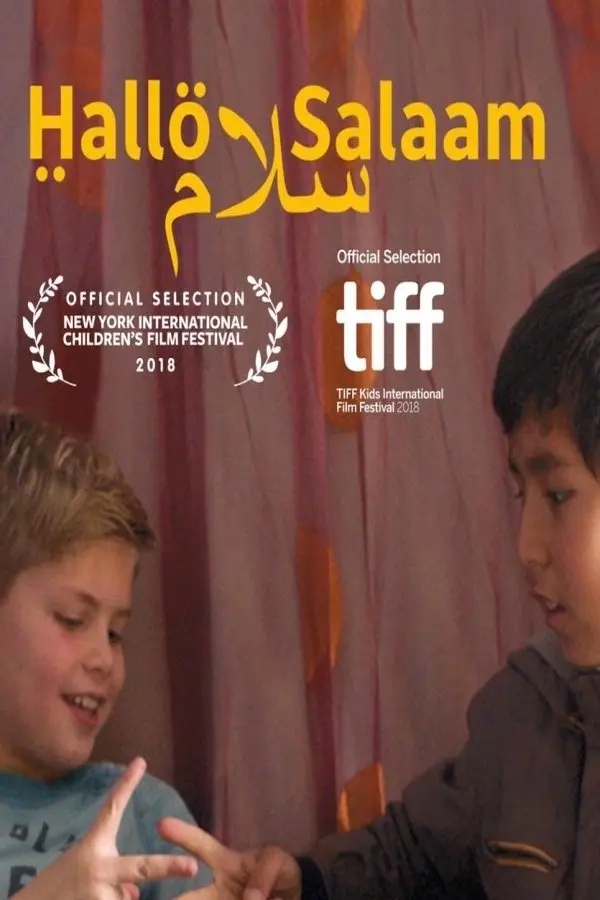 Hallö Salaam
سلام
OFFICIAL SELECTION
NEW YORK INTERNATIONAL
CHILDREN'S FILM FESTIVAL
2018
Official Selection
tiff
TIFF Kids International
Film Festival 2018